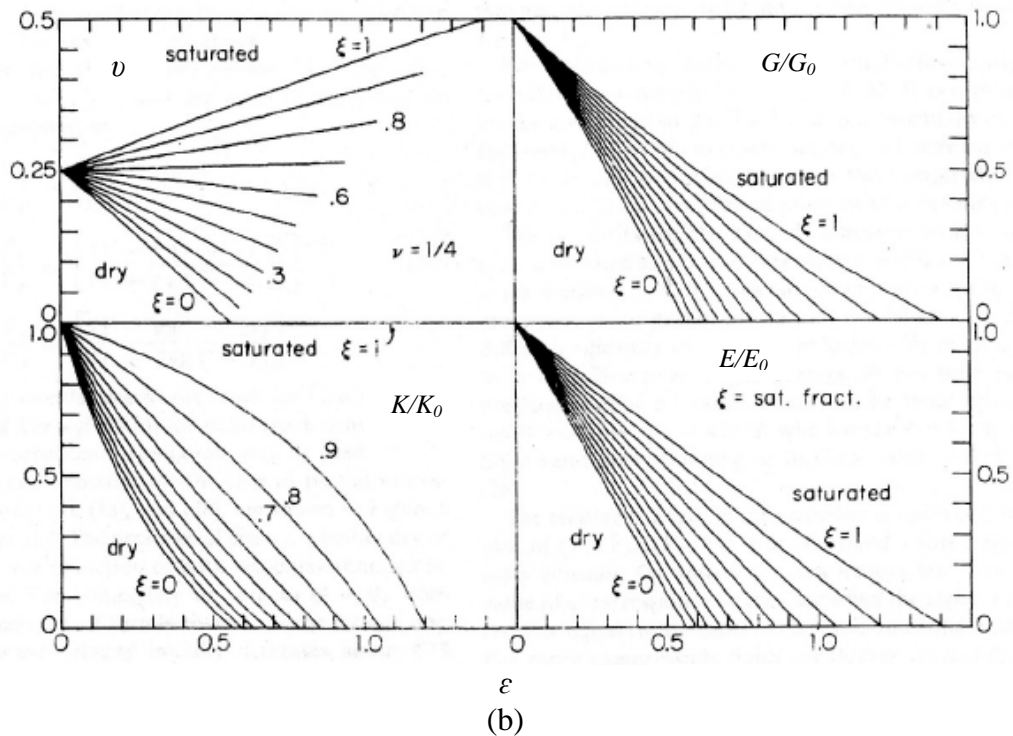 0.5
υ
saturated
ξ=1
.8
0.25
.6
ν = 1/4
.3
dry
ξ=0
0
G/G0
1.0
0.5
saturated
ξ=1
dry
ξ=0
0
1.0
saturated ξ=1
K/K0
0.5
.9
.8
.7
dry
ξ=0
0
0 0.5 1.0
E/E0
1.0
ξ = sat. fract.
0.5
saturated
ξ=1
dry
ξ=0
0
0 0.5 1.0
ε
(b)